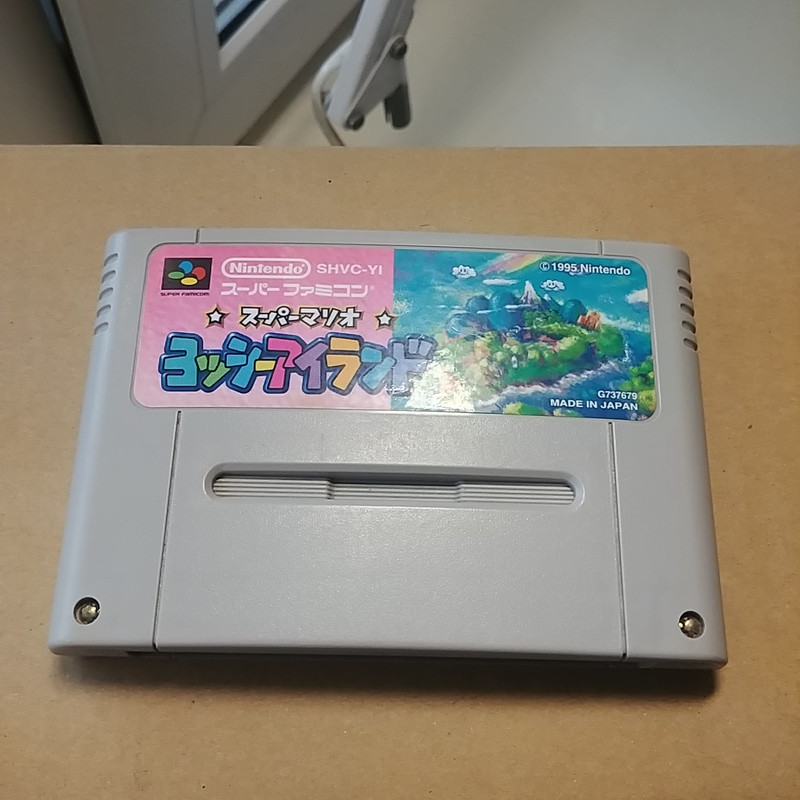 SUPER FAMICOM
Nintendo SHVC-YI
スーパーファミコン
スーパーマリオ
ヨッシーアイランド
©1995 Nintendo
G737679
MADE IN JAPAN